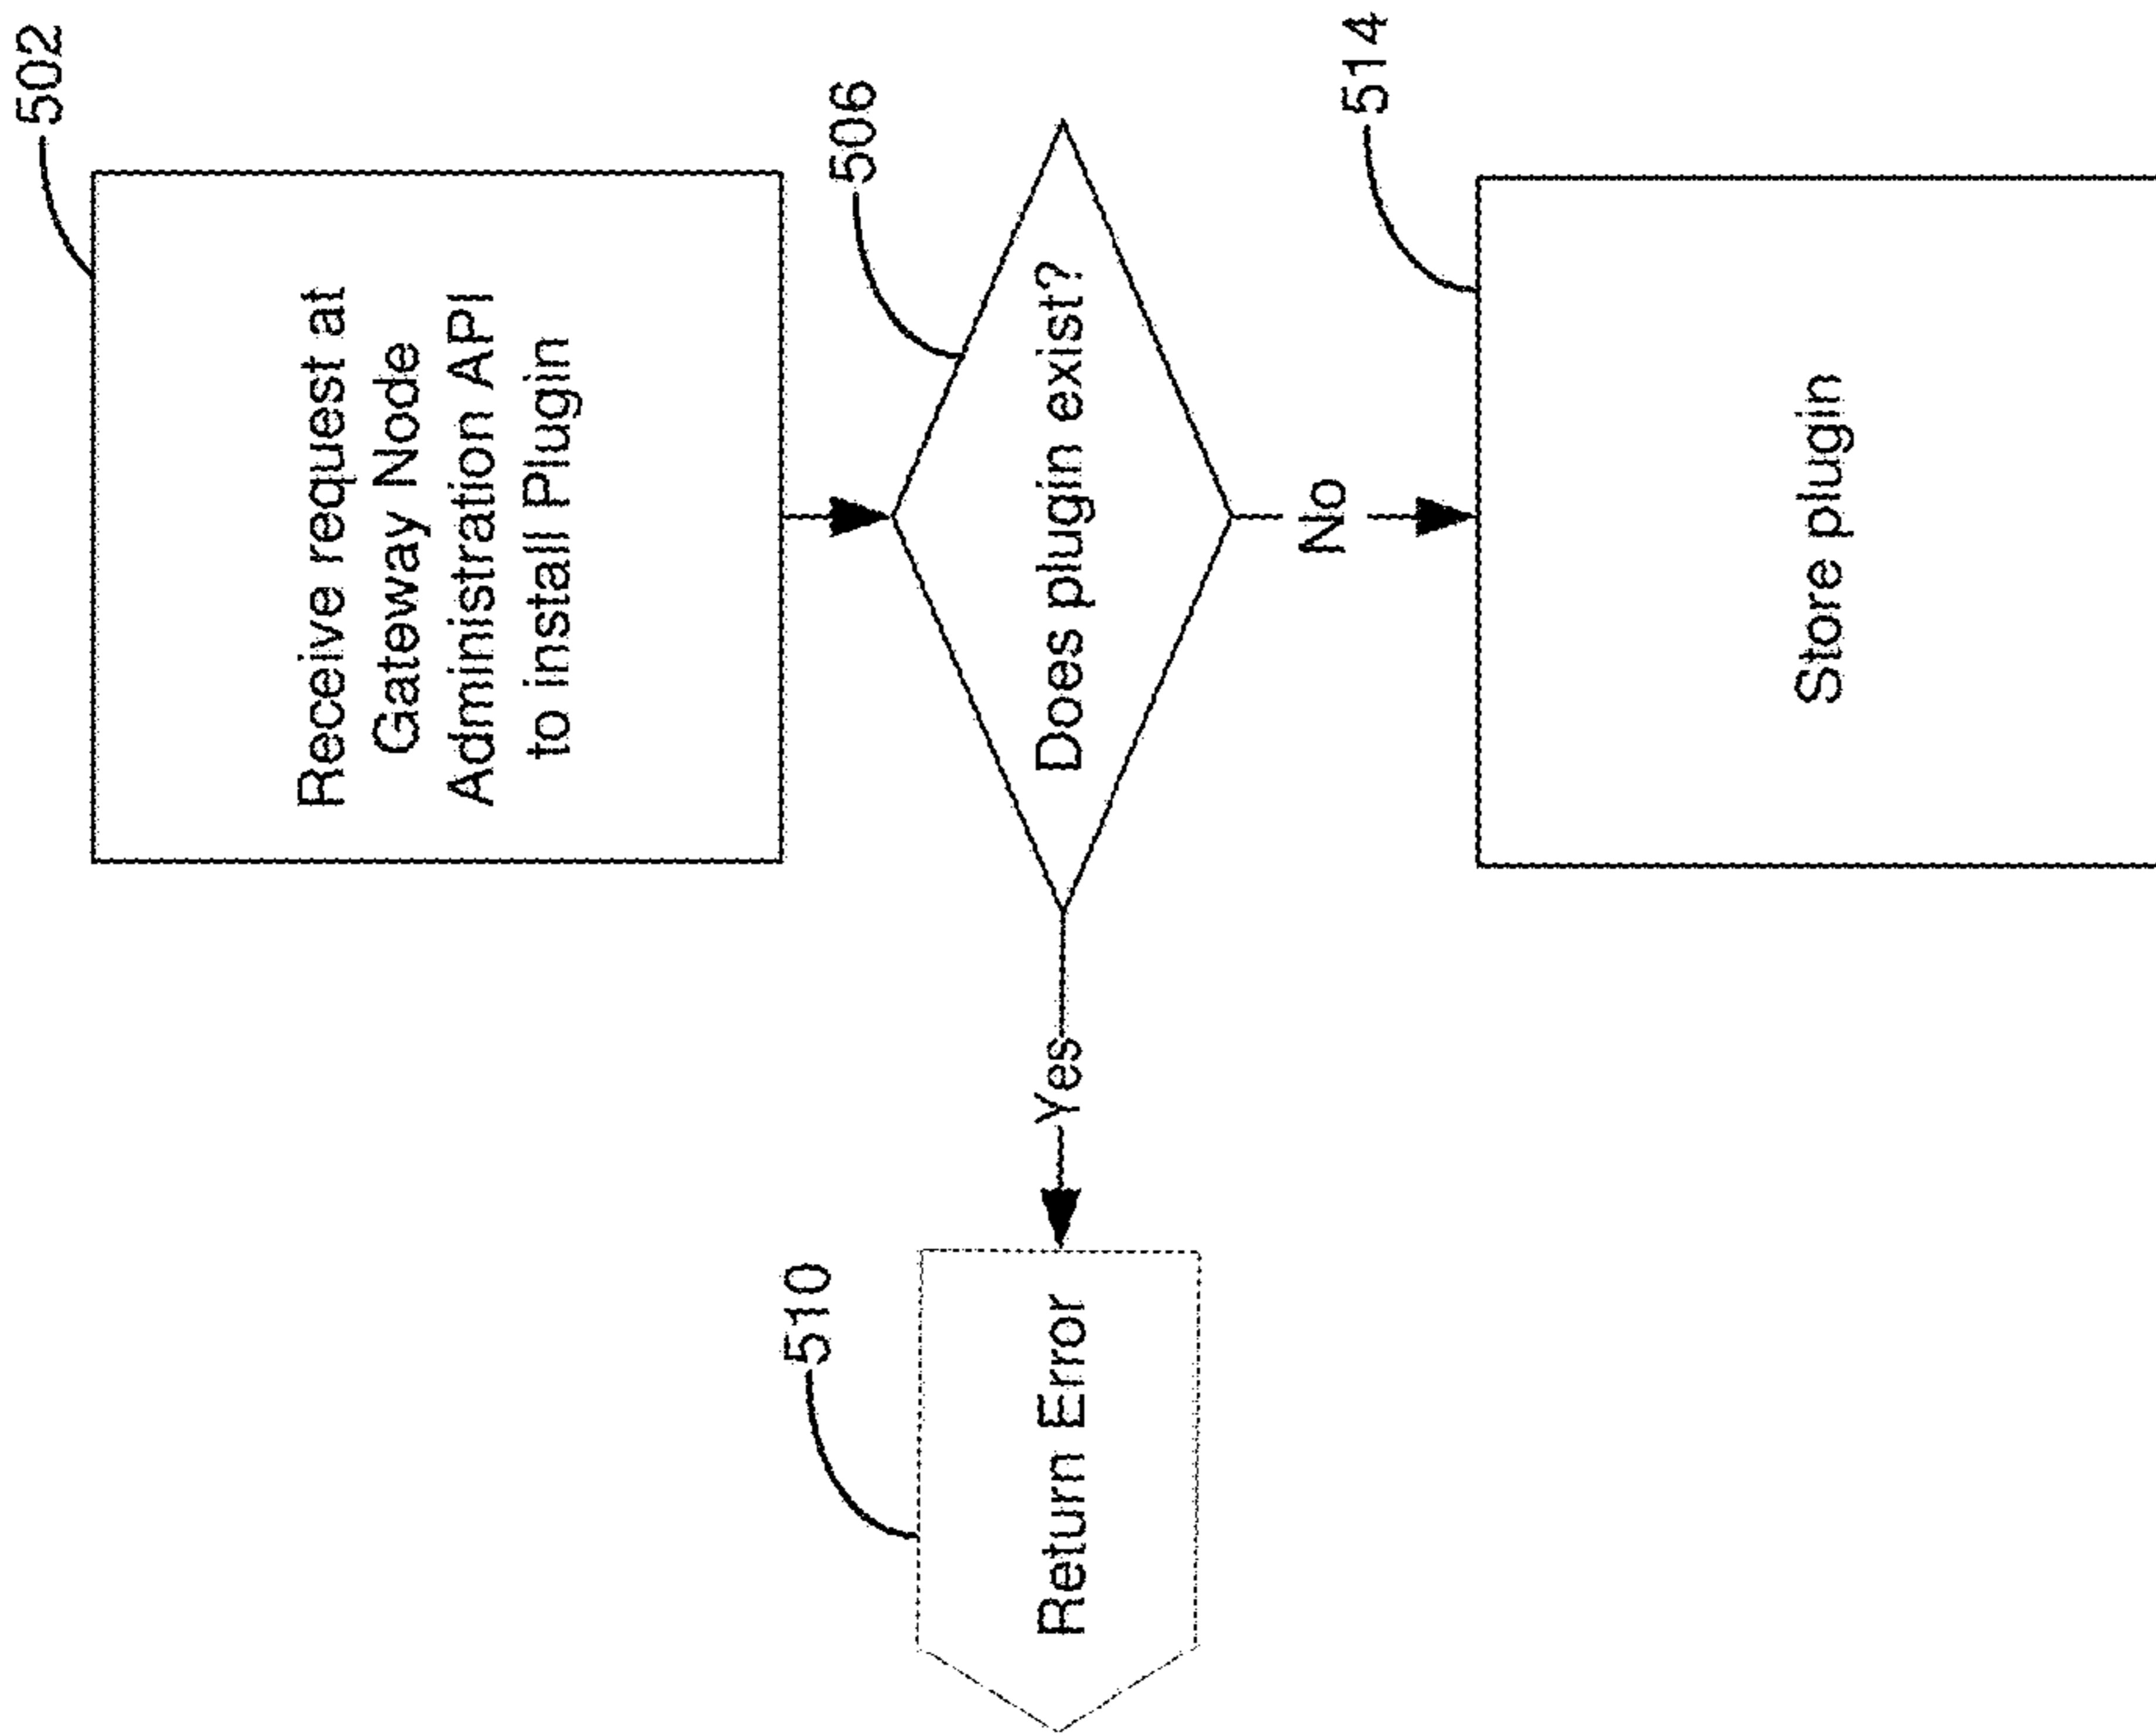 502
Receive request at
Gateway Node
Administration API
to install Plugin
506
Does plugin exist?
Yes
510
Return Error
No
514
Store plugin